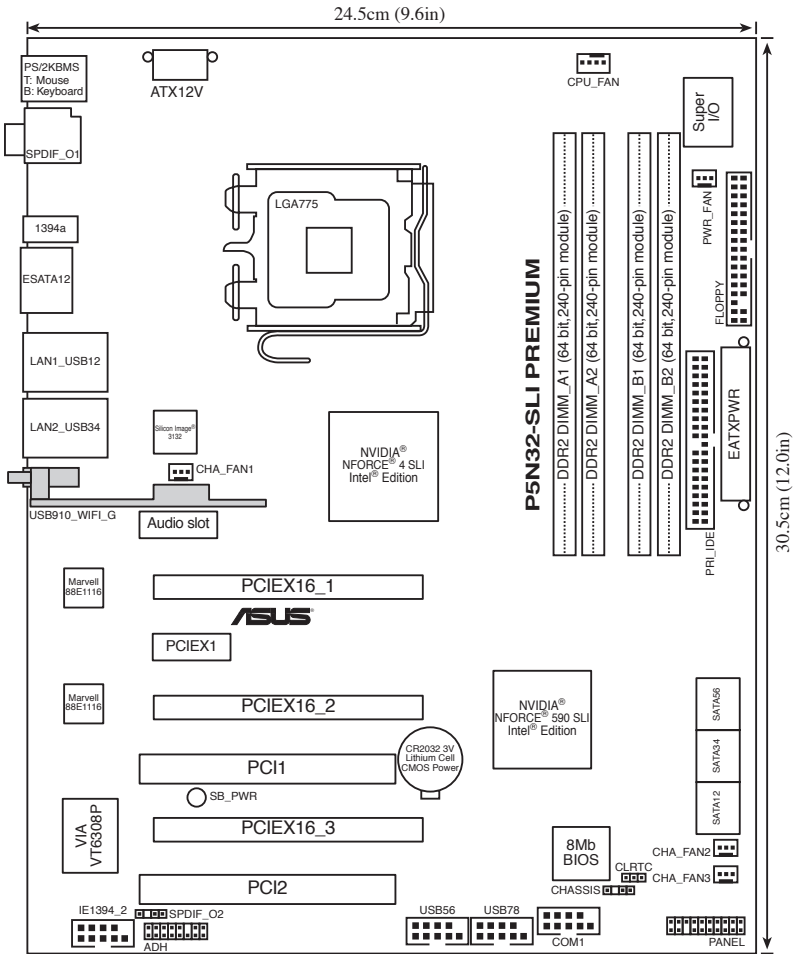 24.5cm (9.6in)
PS/2KBMS
T: Mouse
B: Keyboard
ATX12V
CPU_FAN
Super
I/O
SPDIF_O1
LGA775
PWR_FAN
FLOPPY
1394a
ESATA12
LAN1_USB12
LAN2_USB34
Silicon Image®
3132
CHA_FAN1
USB910_WIFI_G
Audio slot
NVIDIA®
NFORCE® 4 SLI
Intel® Edition
P5N32-SLI PREMIUM
DDR2 DIMM_A1 (64 bit,240-pin module)
DDR2 DIMM_A2 (64 bit,240-pin module)
DDR2 DIMM_B1 (64 bit,240-pin module)
DDR2 DIMM_B2 (64 bit,240-pin module)
EATXPWR
PRI_IDE
30.5cm (12.0in)
Marvell
88E1116
PCIEX16_1
ASUS
PCIEX1
Marvell
88E1116
PCIEX16_2
NVIDIA®
NFORCE® 590 SLI
Intel® Edition
CR2032 3V
Lithium Cell
CMOS Power
PCI1
SB_PWR
SATA56
SATA34
SATA12
VIA
VT6308P
PCIEX16_3
8Mb
BIOS
CLRTC
CHASSIS
CHA_FAN2
CHA_FAN3
PCI2
IE1394_2
SPDIF_O2
ADH
USB56
USB78
COM1
PANEL